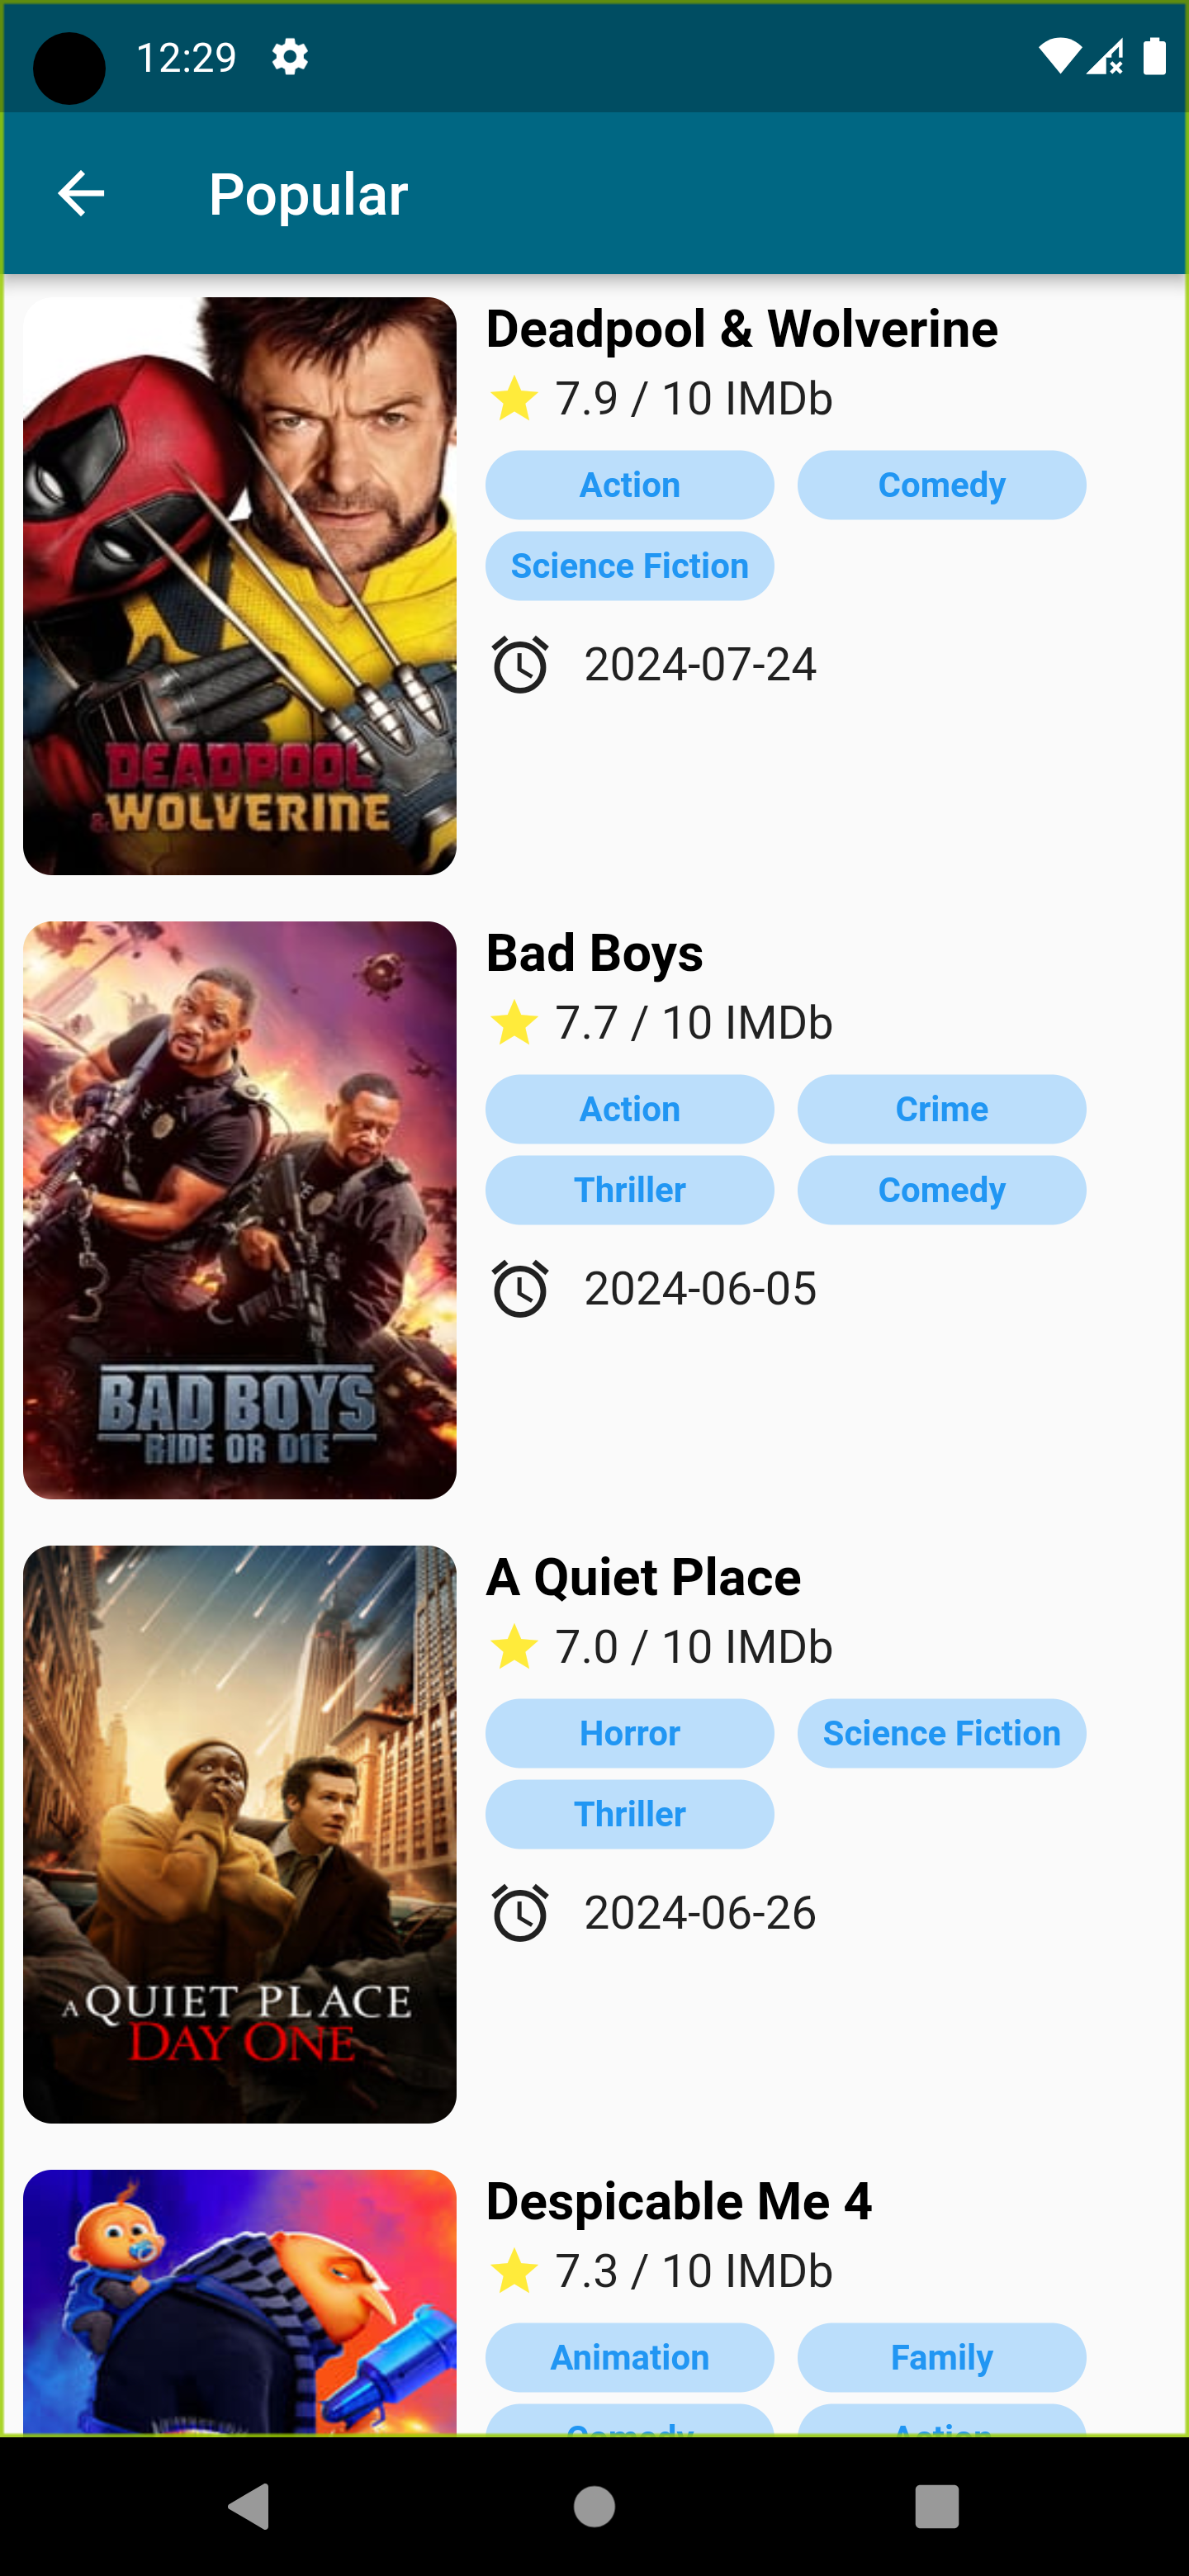 12:29
Popular
Deadpool & Wolverine
7.9 / 10 IMDb
Action Comedy
Science Fiction
2024-07-24
DEADPOOL
& WOLVERINE
Bad Boys
7.7 / 10 IMDb
Action Crime
Thriller Comedy
2024-06-05
BAD BOYS
RIDE OR DIE
A Quiet Place
7.0 / 10 IMDb
Horror Science Fiction
Thriller
2024-06-26
A QUIET PLACE
DAY ONE
Despicable Me 4
7.3 / 10 IMDb
Animation Family
Comedy Action